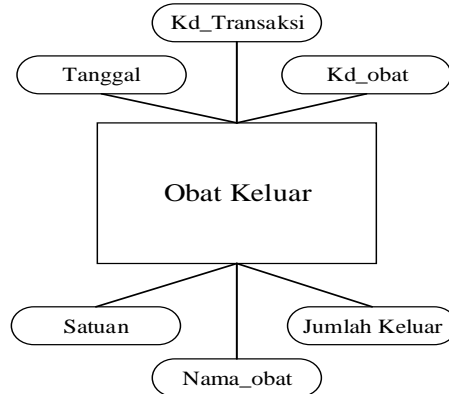 Kd_Transaksi
Tanggal
Kd_obat
Obat Keluar
Satuan
Jumlah Keluar
Nama_obat